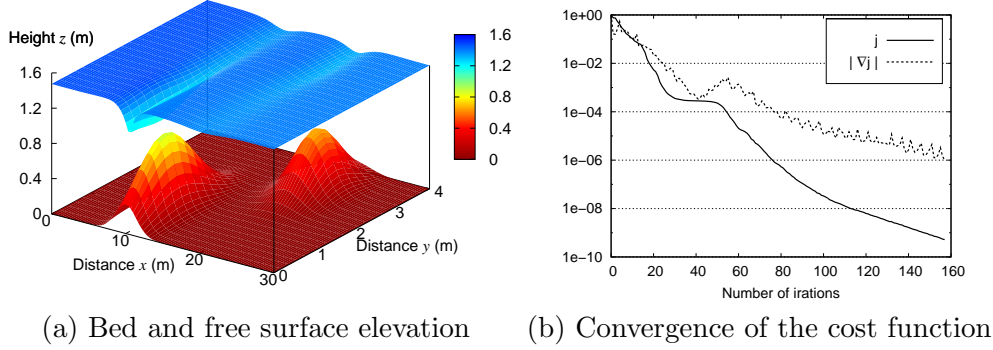 Height z (m)
1.6
1.2
0.8
0.4
0
0
10
20
30
Distance x (m)
0
1
2
3
4
Distance y (m)
1.6
1.2
0.8
0.4
0
(a) Bed and free surface elevation
1e+00
1e−02
1e−04
1e−06
1e−08
1e−10
0
20
40
60
80
100
120
140
160
Number of irations
j
| ∇j |
(b) Convergence of the cost function